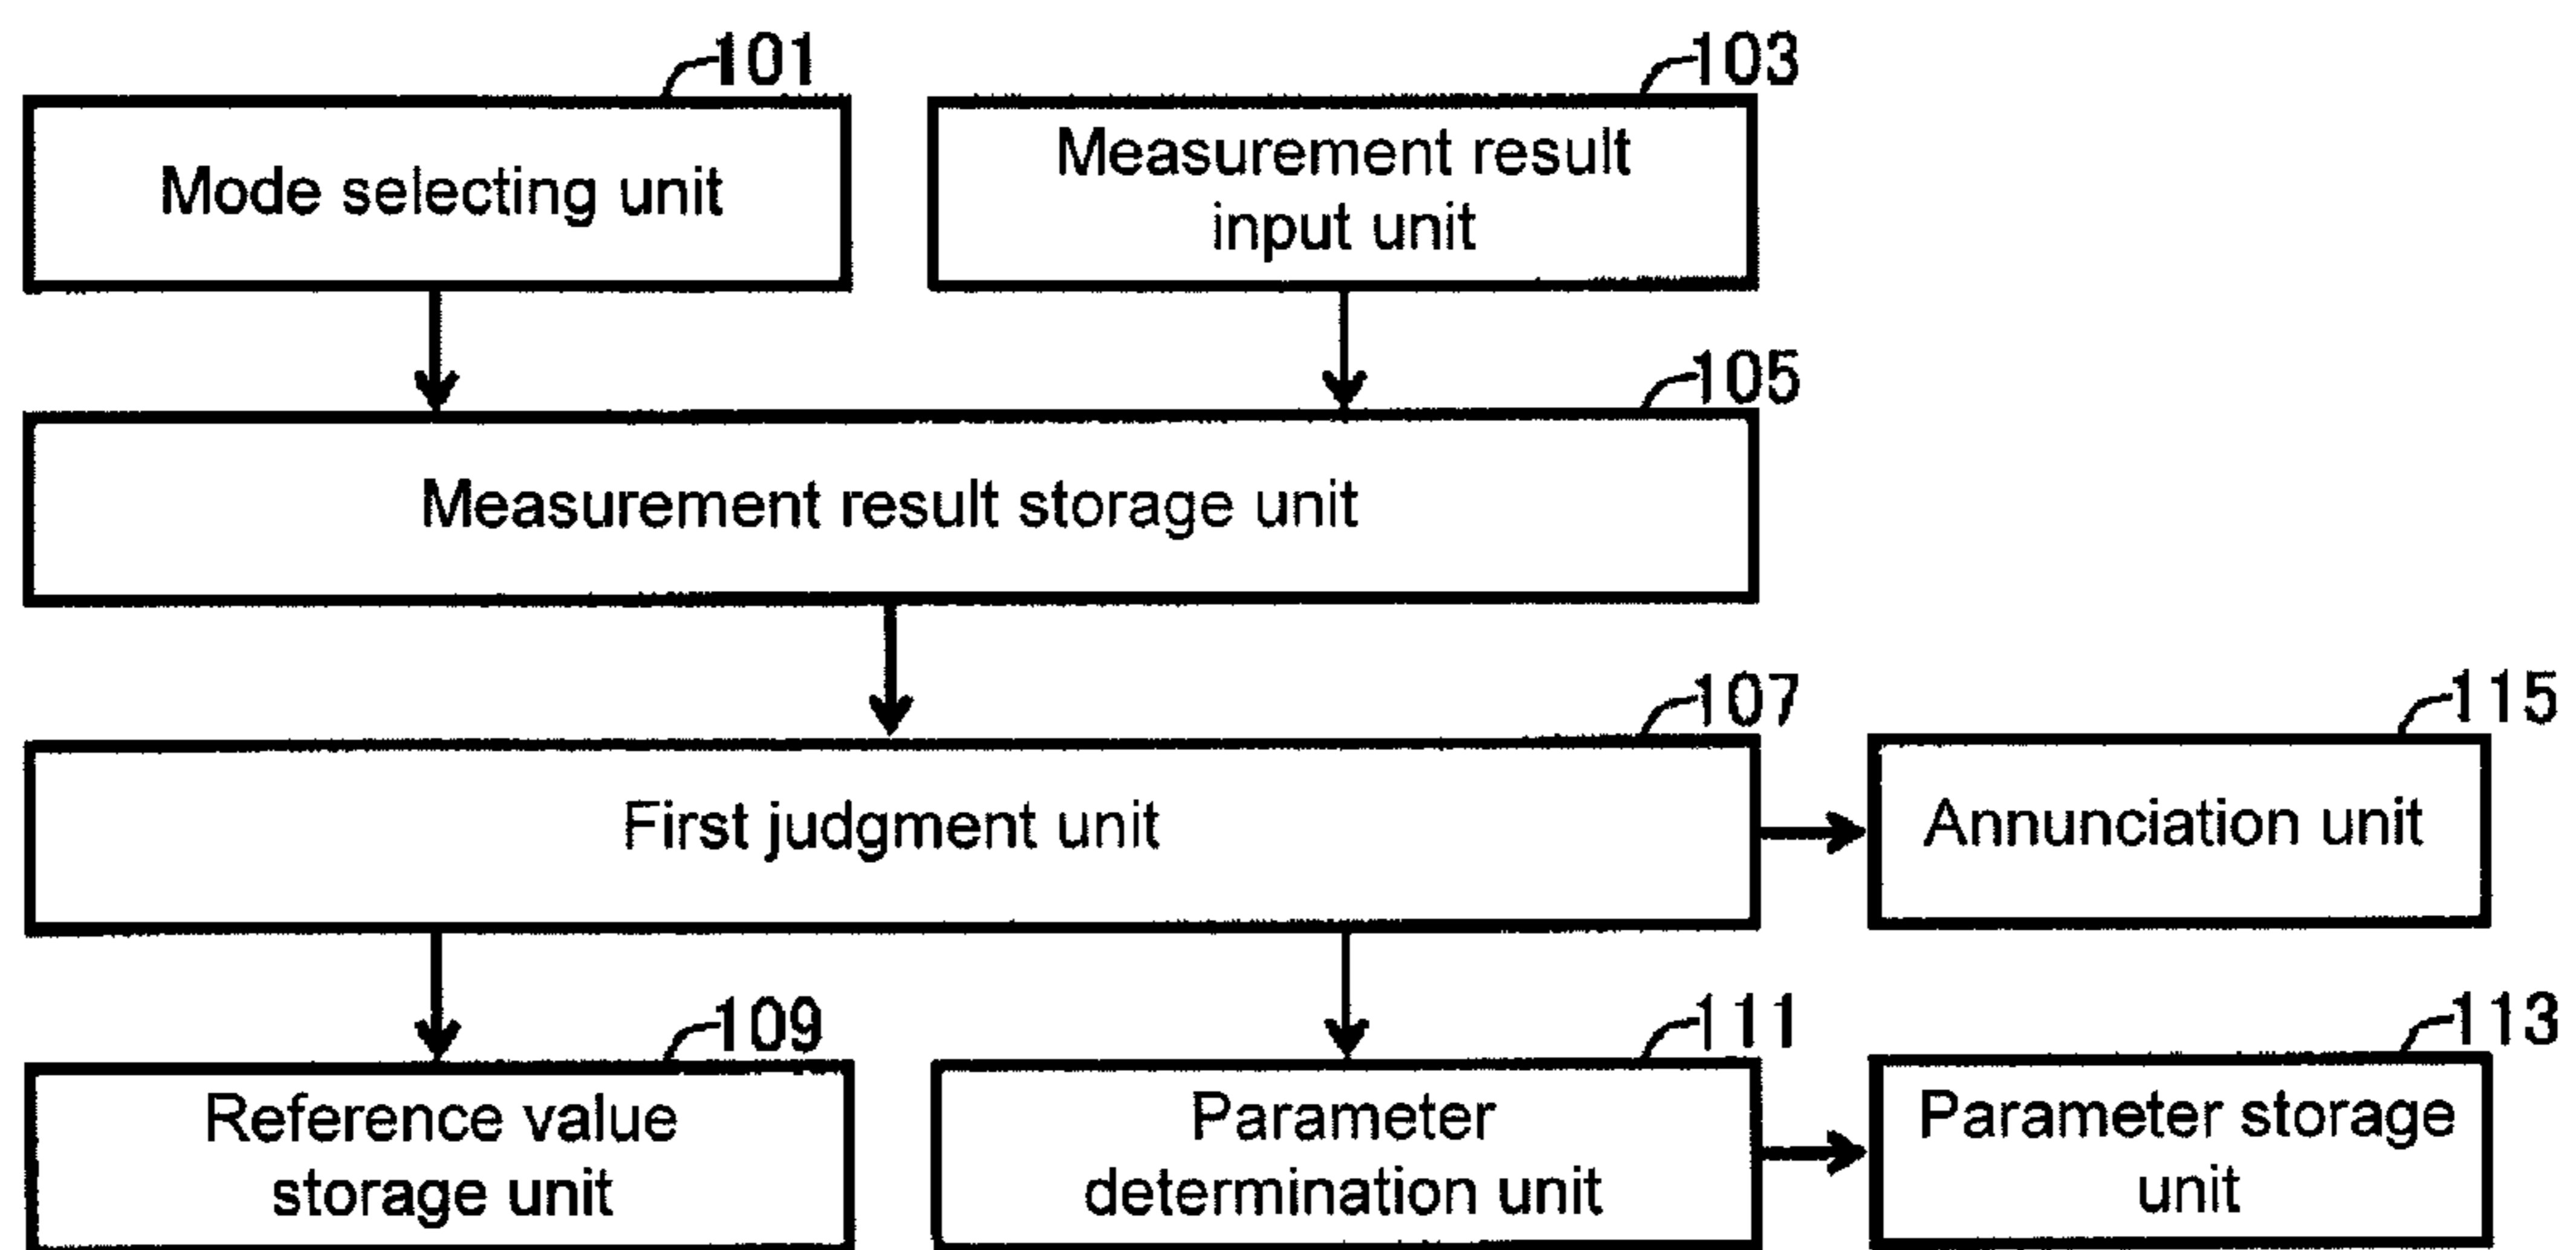 101
Mode selecting unit
103
Measurement result
input unit
105
Measurement result storage unit
107
First judgment unit
115
Annunciation unit
109
Reference value
storage unit
111
Parameter
determination unit
113
Parameter storage
unit